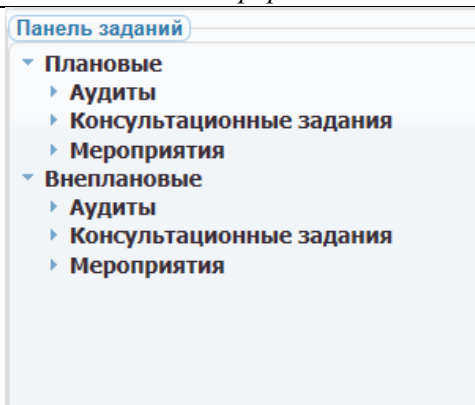 Панель заданий
Плановые
Аудиты
Консультационные задания
Мероприятия
Внеплановые
Аудиты
Консультационные задания
Мероприятия